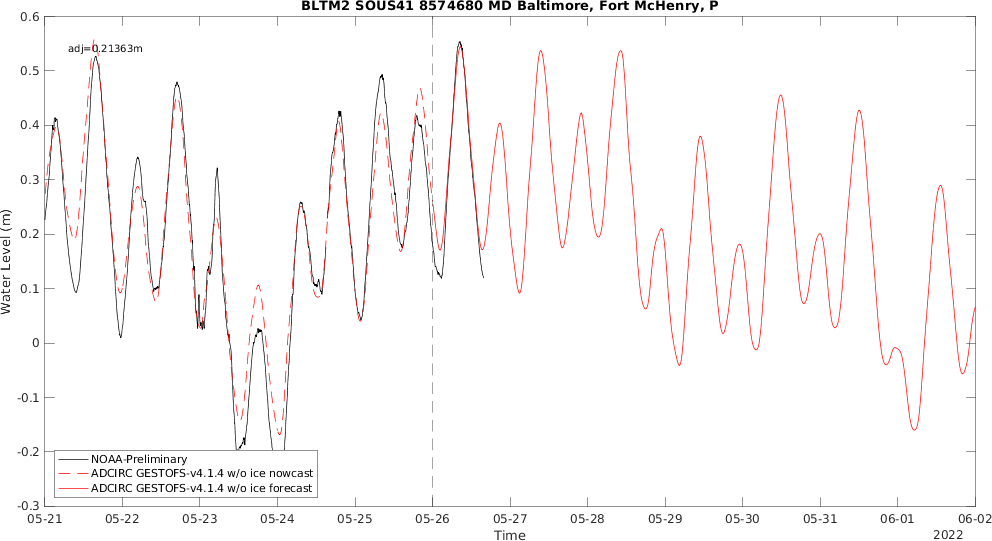 BLTM2 SOUS41 8574680 MD Baltimore, Fort McHenry, P
adj=0.21363m
Water Level (m)
0.6
0.5
0.4
0.3
0.2
0.1
0
-0.1
-0.2
-0.3
NOAA-Preliminary
ADCIRC GESTOFS-v4.1.4 w/o ice nowcast
ADCIRC GESTOFS-v4.1.4 w/o ice forecast
05-21 05-22 05-23 05-24 05-25 05-26 05-27 05-28 05-29 05-30 05-31 06-01 06-02
Time
2022